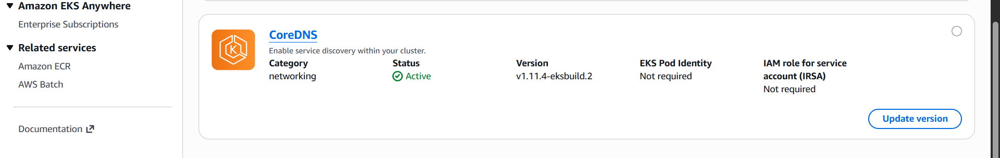 Amazon EKS Anywhere
Enterprise Subscriptions
Related services
Amazon ECR
AWS Batch
Documentation
K
CoreDNS
Enable service discovery within your cluster.
Category
networking
Status
Active
Version
v1.11.4-eksbuild.2
EKS Pod Identity
Not required
IAM role for service
account (IRSA)
Not required
Update version